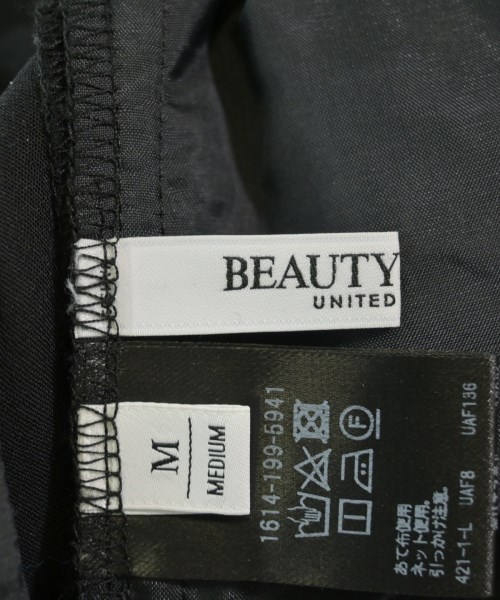 BEAUTY
UNITED
M
MEDIUM
1614-199-5941
F
あて布使用
ネット使用。
引っつかけ注意.
421-1-L UAF8 UAF136